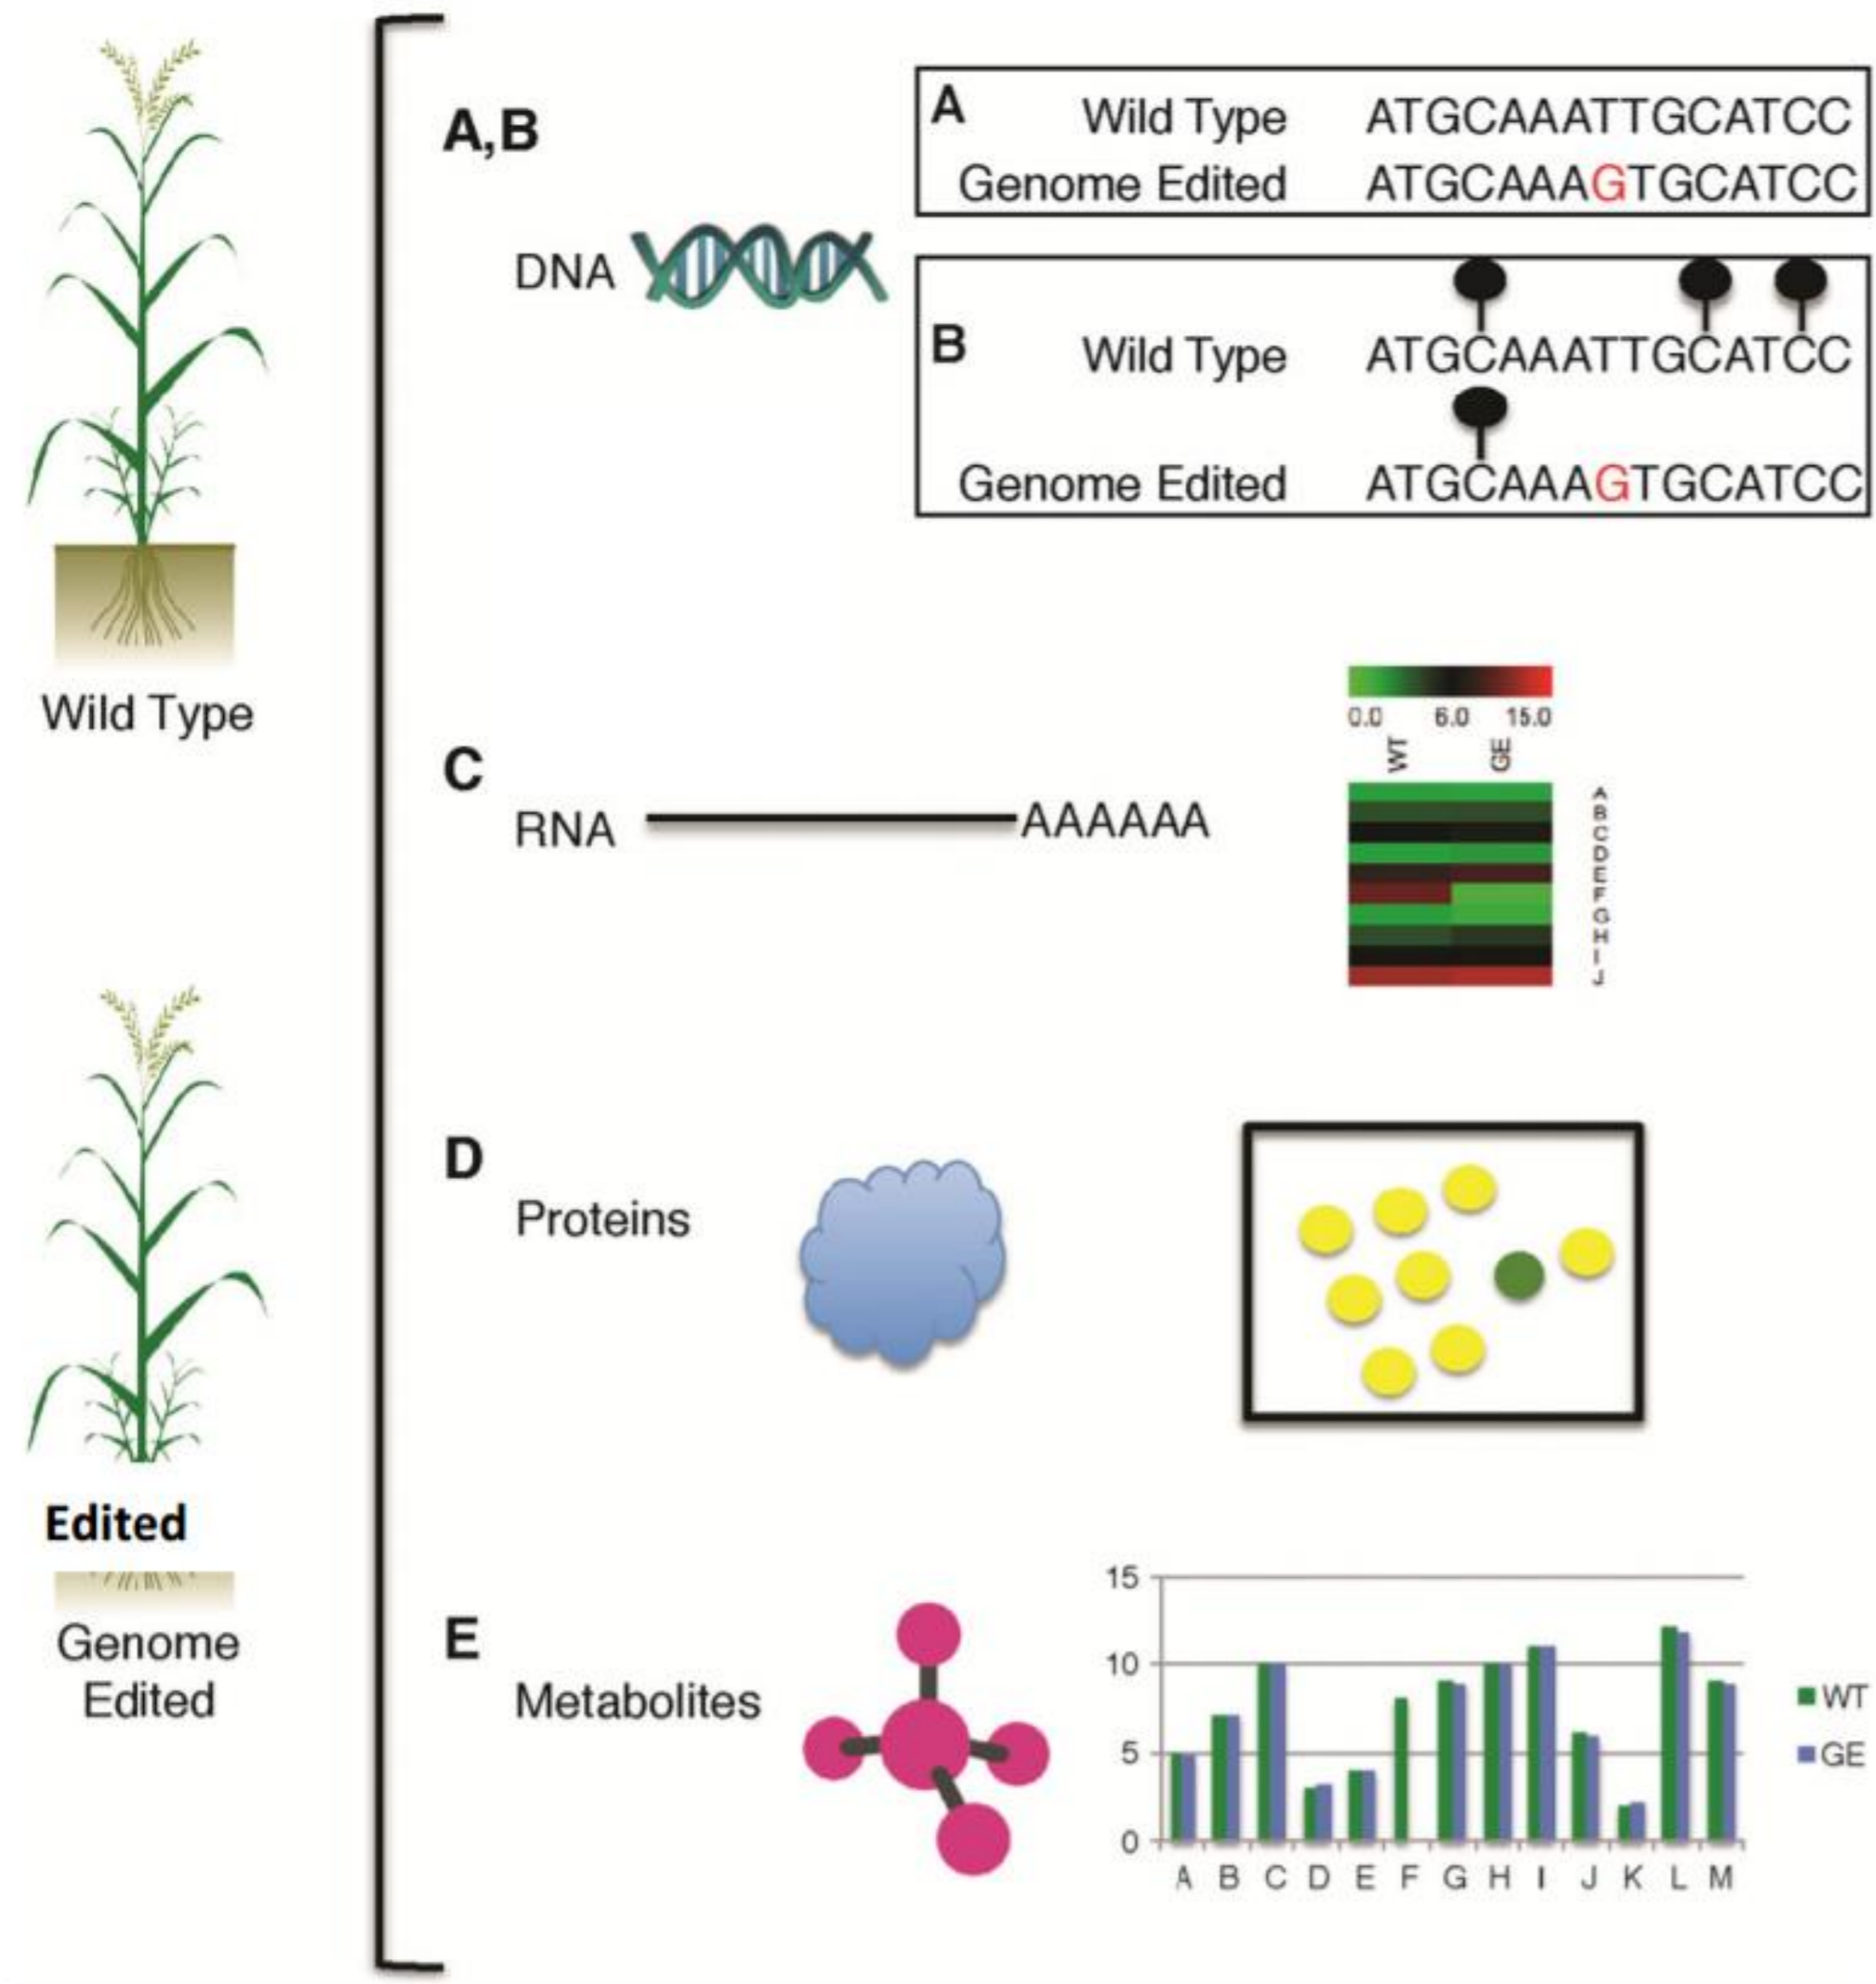 A,B
DNA
A Wild Type ATGCAAATTGCATCC
Genome Edited ATGCAAAGTGCATCC
B Wild Type ATGCAAATTGCATCC
Genome Edited ATGCAAAGTGCATCC
Wild Type
C
RNA AAAAAA
0.0 6.0 15.0
WT GE
A
B
C
D
E
F
G
H
I
J
D
Proteins
Edited
Genome
Edited
E
Metabolites
15
10
5
0
A B C D E F G H I J K L M
WT
GE